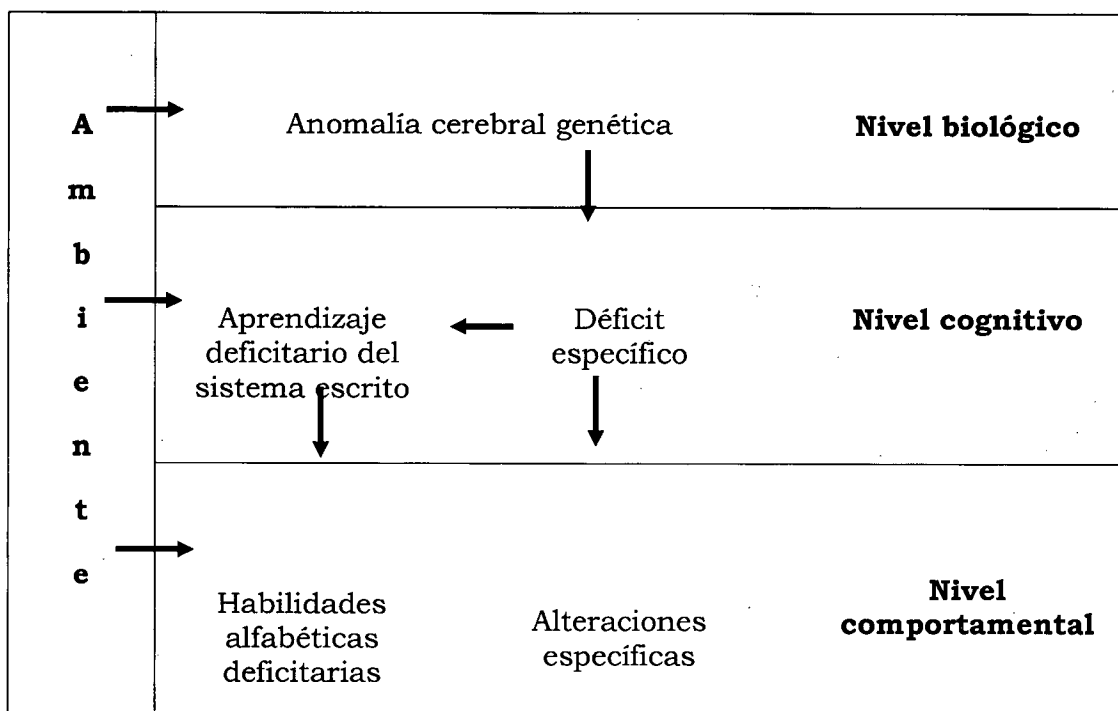 Ambiente
Anomalía cerebral genética
Nivel biológico
Aprendizaje
deficitario del
sistema escrito
Déficit
específico
Nivel cognitivo
Habilidades
alfabéticas
deficitarias
Alteraciones
específicas
Nivel
comportamental